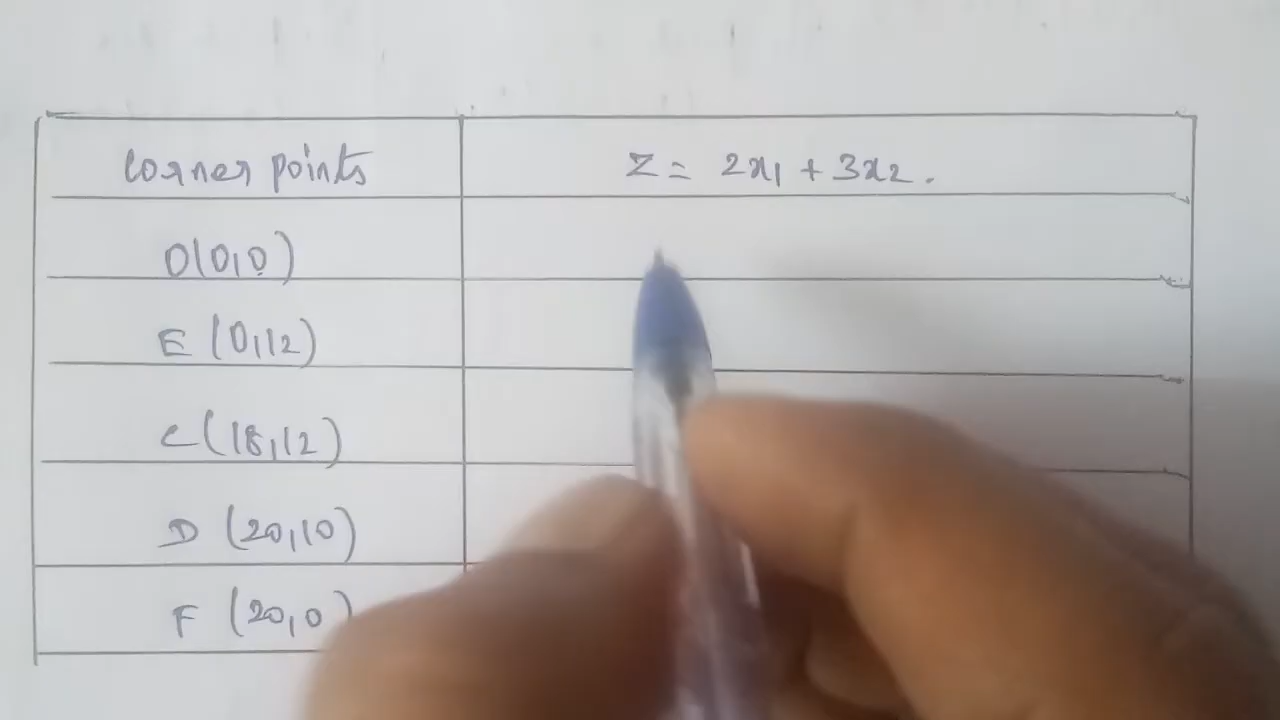 corner points Z = 2x1 + 3x2.
O(0,0)
E (0,12)
C (18,12)
D (20,10)
F (20,0)